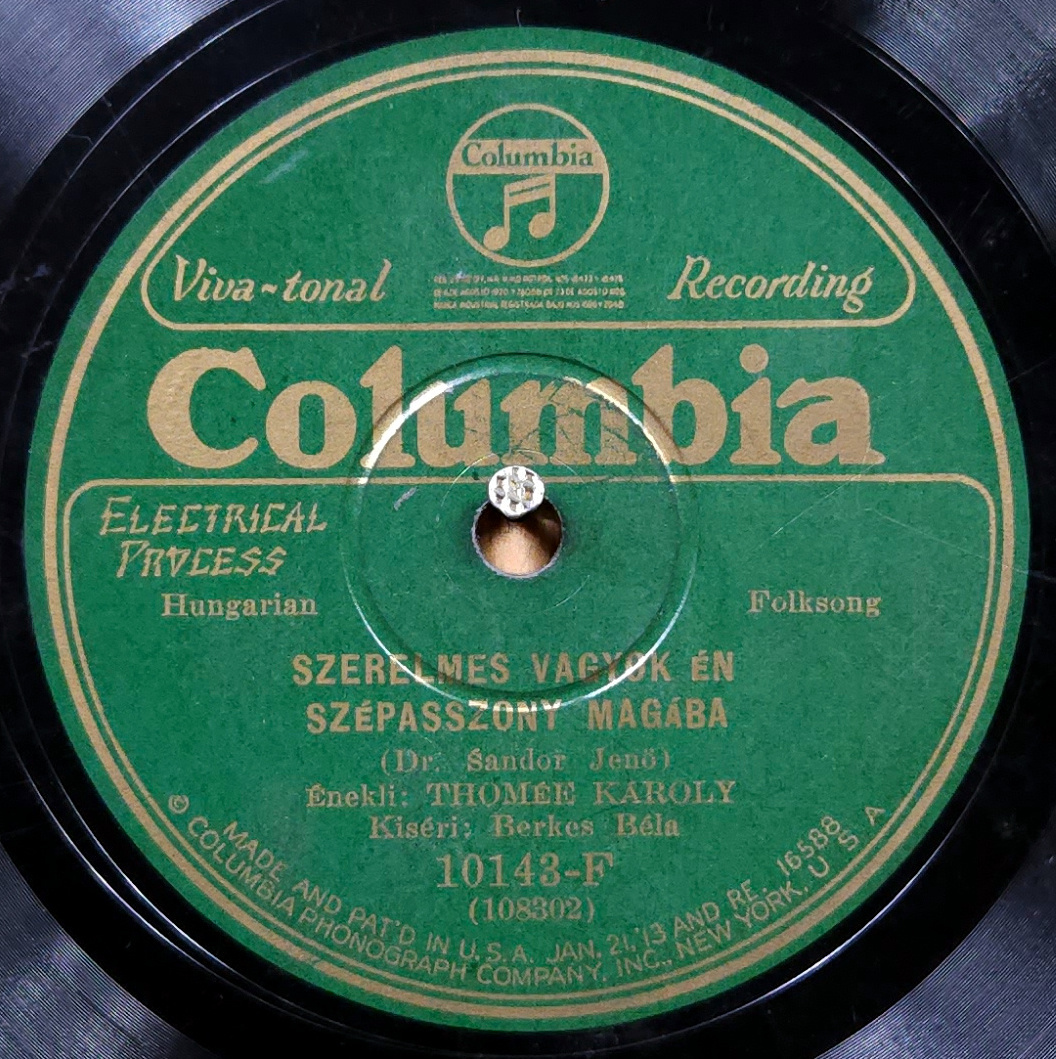 Columbia
Viva-tonal Recording
Columbia
ELECTRICAL
PROCESS
Hungarian Folksong
SZERELMES VAGYOK ÉN
SZÉPASSZONY MAGÁBA
(Dr. Śandor Jenö)
Énekli: THOMÉE KÁROLY
Kiséri: Berkes Béla
10143-F
(108302)
MADE AND PAT'D IN U.S.A. JAN. 21, '13 AND RE. 16588
© COLUMBIA PHONOGRAPH COMPANY, INC., NEW YORK, U S A